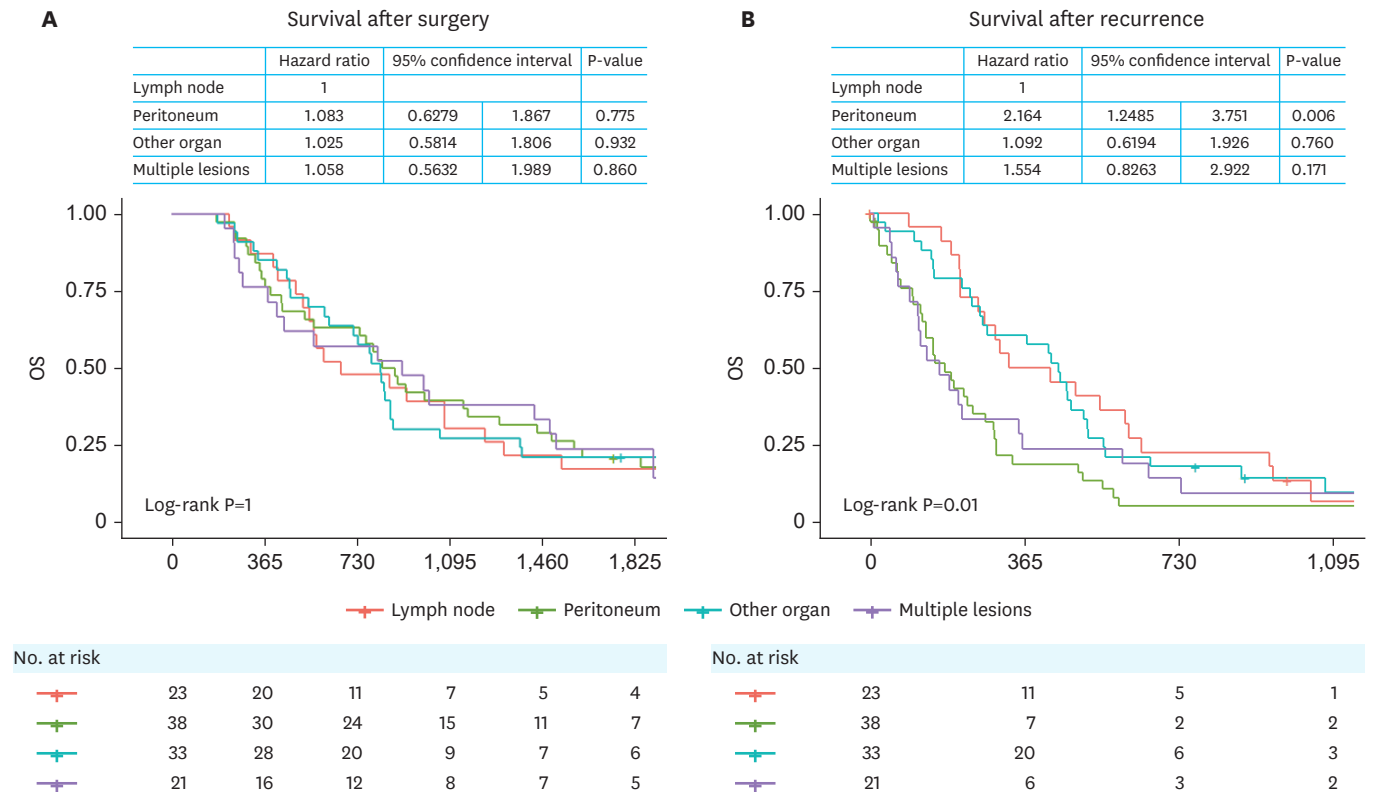 A Survival after surgery
Hazard ratio 95% confidence interval P-value
Lymph node 1
Peritoneum 1.083 0.6279 1.867 0.775
Other organ 1.025 0.5814 1.806 0.932
Multiple lesions 1.058 0.5632 1.989 0.860
1.00
0.75
0.50
0.25
0
OS
Log-rank P=1
0 365 730 1,095 1,460 1,825
B Survival after recurrence
Hazard ratio 95% confidence interval P-value
Lymph node 1
Peritoneum 2.164 1.2485 3.751 0.006
Other organ 1.092 0.6194 1.926 0.760
Multiple lesions 1.554 0.8263 2.922 0.171
1.00
0.75
0.50
0.25
0
OS
Log-rank P=0.01
0 365 730 1,095
Lymph node Peritoneum Other organ Multiple lesions
No. at risk
23 20 11 7 5 4
38 30 24 15 11 7
33 28 20 9 7 6
21 16 12 8 7 5
No. at risk
23 11 5 1
38 7 2 2
33 20 6 3
21 6 3 2